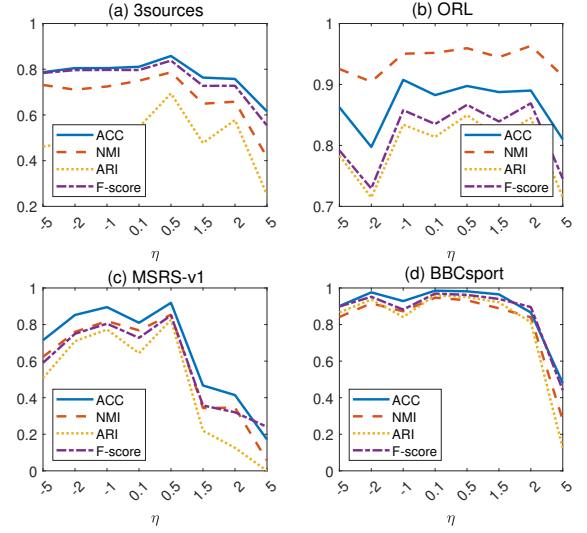 (a) 3sources
1
0.8
0.6
0.4
0.2
ACC
NMI
ARI
F-score
-5 -2 -1 0.1 0.5 1.5 2 5
η
(b) ORL
1
0.9
0.8
0.7
ACC
NMI
ARI
F-score
-5 -2 -1 0.1 0.5 1.5 2 5
η
(c) MSRS-v1
1
0.8
0.6
0.4
0.2
0
ACC
NMI
ARI
F-score
-5 -2 -1 0.1 0.5 1.5 2 5
η
(d) BBCsport
1
0.8
0.6
0.4
0.2
0
ACC
NMI
ARI
F-score
-5 -2 -1 0.1 0.5 1.5 2 5
η